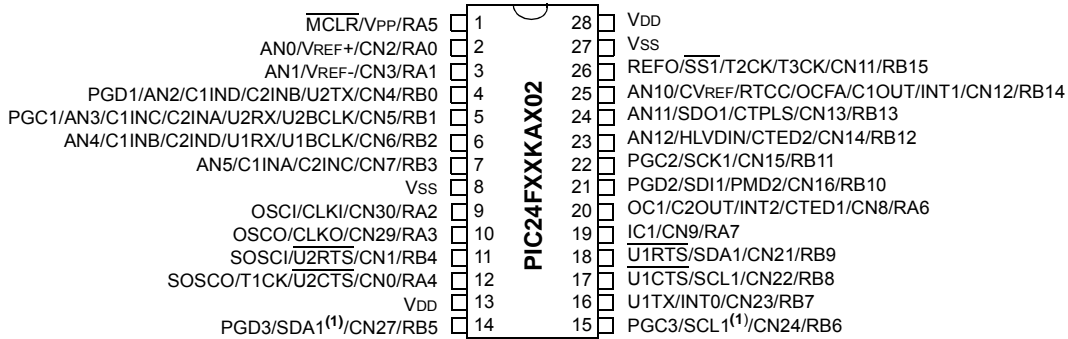 MCLR/VPP/RA5 1
AN0/VREF+/CN2/RA0 2
AN1/VREF-/CN3/RA1 3
PGD1/AN2/C1IND/C2INB/U2TX/CN4/RB0 4
PGC1/AN3/C1INC/C2INA/U2RX/U2BCLK/CN5/RB1 5
AN4/C1INB/C2IND/U1RX/U1BCLK/CN6/RB2 6
AN5/C1INA/C2INC/CN7/RB3 7
VSS 8
OSCI/CLKI/CN30/RA2 9
OSCO/CLKO/CN29/RA3 10
SOSCI/U2RTS/CN1/RB4 11
SOSCO/T1CK/U2CTS/CN0/RA4 12
VDD 13
PGD3/SDA1(1)/CN27/RB5 14
PIC24FXXKAX02
28 VDD
27 VSS
26 REFO/SS1/T2CK/T3CK/CN11/RB15
25 AN10/CVREF/RTCC/OCFA/C1OUT/INT1/CN12/RB14
24 AN11/SDO1/CTPLS/CN13/RB13
23 AN12/HLVDIN/CTED2/CN14/RB12
22 PGC2/SCK1/CN15/RB11
21 PGD2/SDI1/PMD2/CN16/RB10
20 OC1/C2OUT/INT2/CTED1/CN8/RA6
19 IC1/CN9/RA7
18 U1RTS/SDA1/CN21/RB9
17 U1CTS/SCL1/CN22/RB8
16 U1TX/INT0/CN23/RB7
15 PGC3/SCL1(1)/CN24/RB6